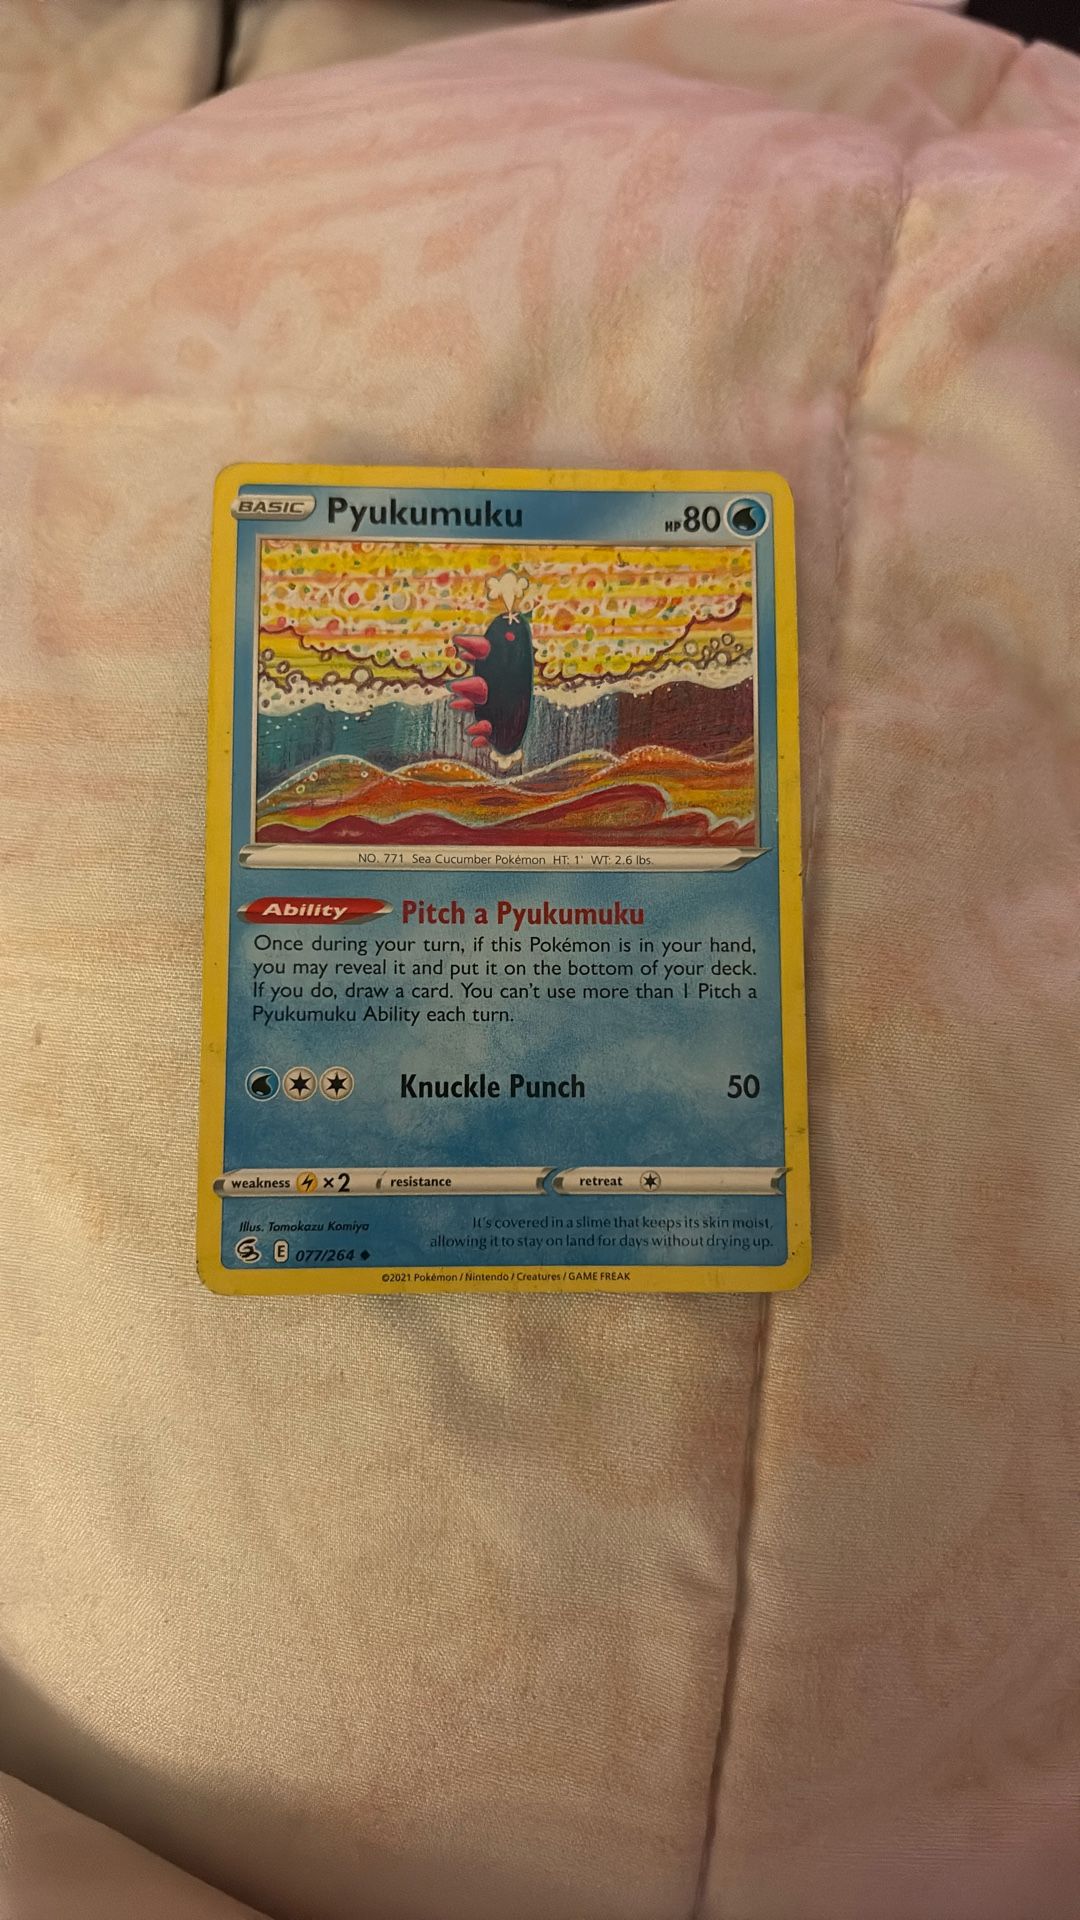 BASIC Pyukumuku HP 80
NO. 771 Sea Cucumber Pokémon HT: 1' WT: 2.6 lbs.
Ability Pitch a Pyukumuku
Once during your turn, if this Pokémon is in your hand,
you may reveal it and put it on the bottom of your deck.
If you do, draw a card. You can't use more than 1 Pitch a
Pyukumuku Ability each turn.
Knuckle Punch 50
weakness ×2 resistance retreat
Illus. Tomokazu Komiya
It's covered in a slime that keeps its skin moist,
allowing it to stay on land for days without drying up.
E 077/264
©2021 Pokémon / Nintendo / Creatures / GAME FREAK